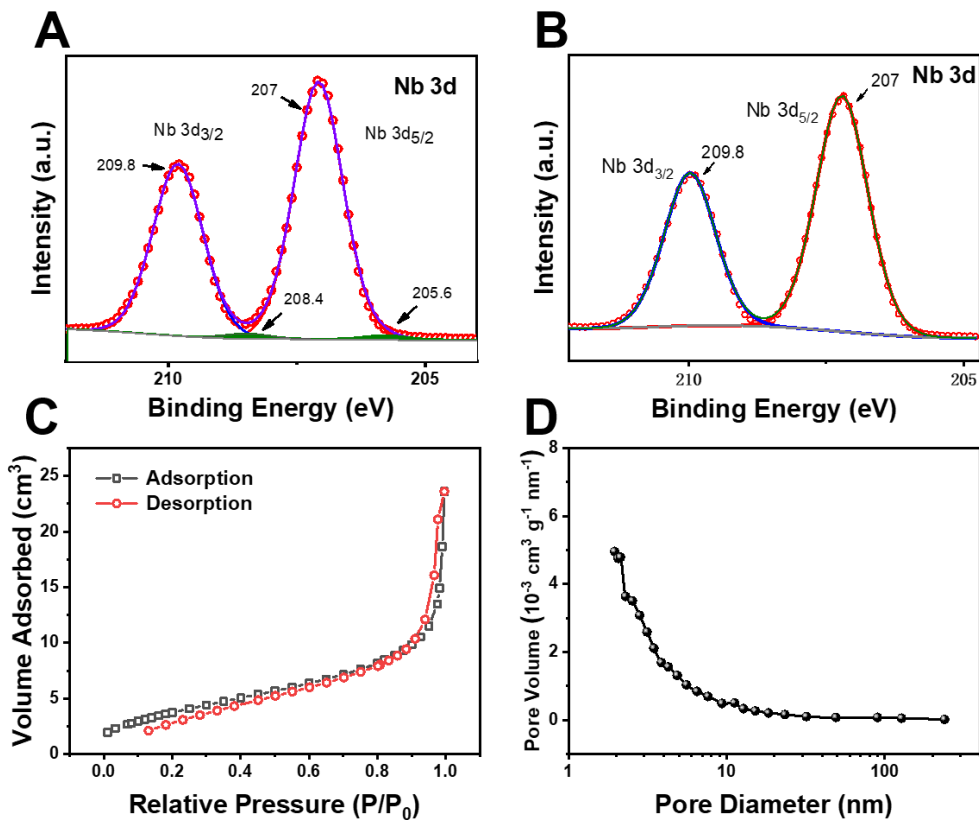 A
Nb 3d
207
Nb 3d3/2
Nb 3d5/2
209.8
208.4
205.6
Intensity (a.u.)
210
205
Binding Energy (eV)
B
Nb 3d
207
Nb 3d5/2
Nb 3d3/2
209.8
Intensity (a.u.)
210
205
Binding Energy (eV)
C
25
20
15
10
5
0
Adsorption
Desorption
Volume Adsorbed (cm³)
0.0
0.2
0.4
0.6
0.8
1.0
Relative Pressure (P/P₀)
D
8
6
4
2
0
Pore Volume (10⁻³ cm³ g⁻¹ nm⁻¹)
1
10
100
Pore Diameter (nm)